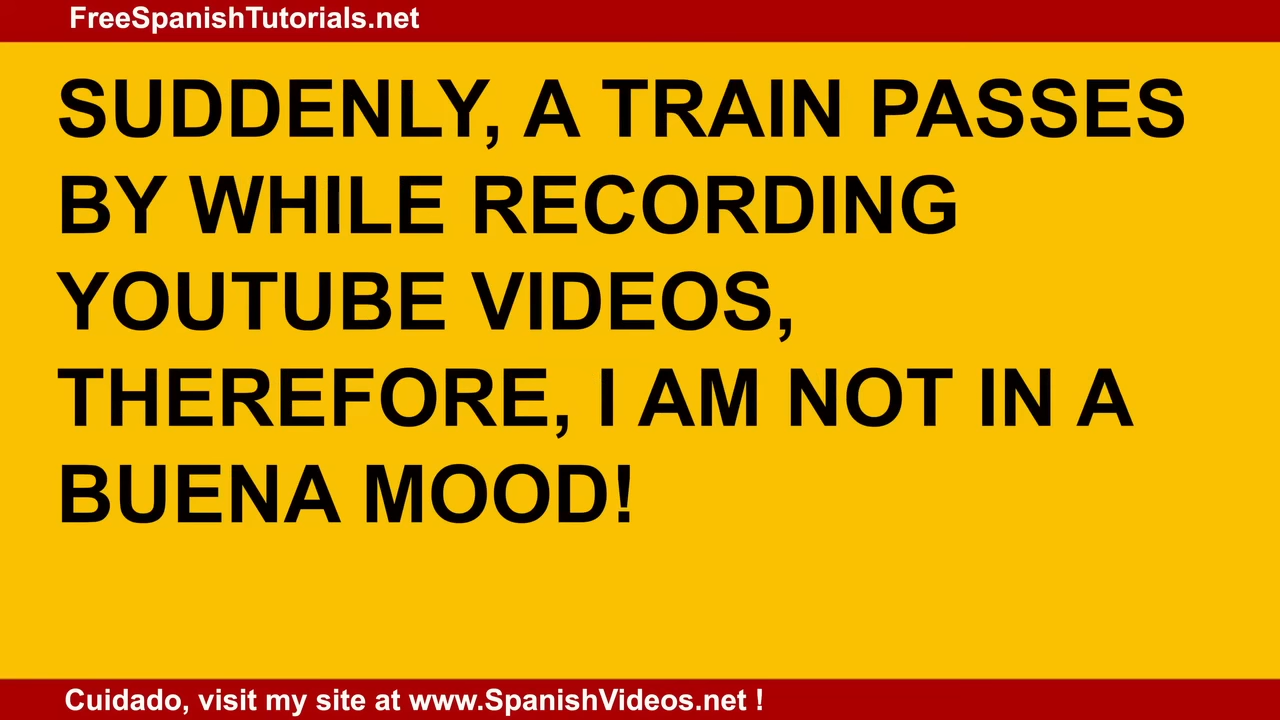 FreeSpanishTutorials.net
SUDDENLY, A TRAIN PASSES
BY WHILE RECORDING
YOUTUBE VIDEOS,
THEREFORE, I AM NOT IN A
BUENA MOOD!
Cuidado, visit my site at www.SpanishVideos.net !